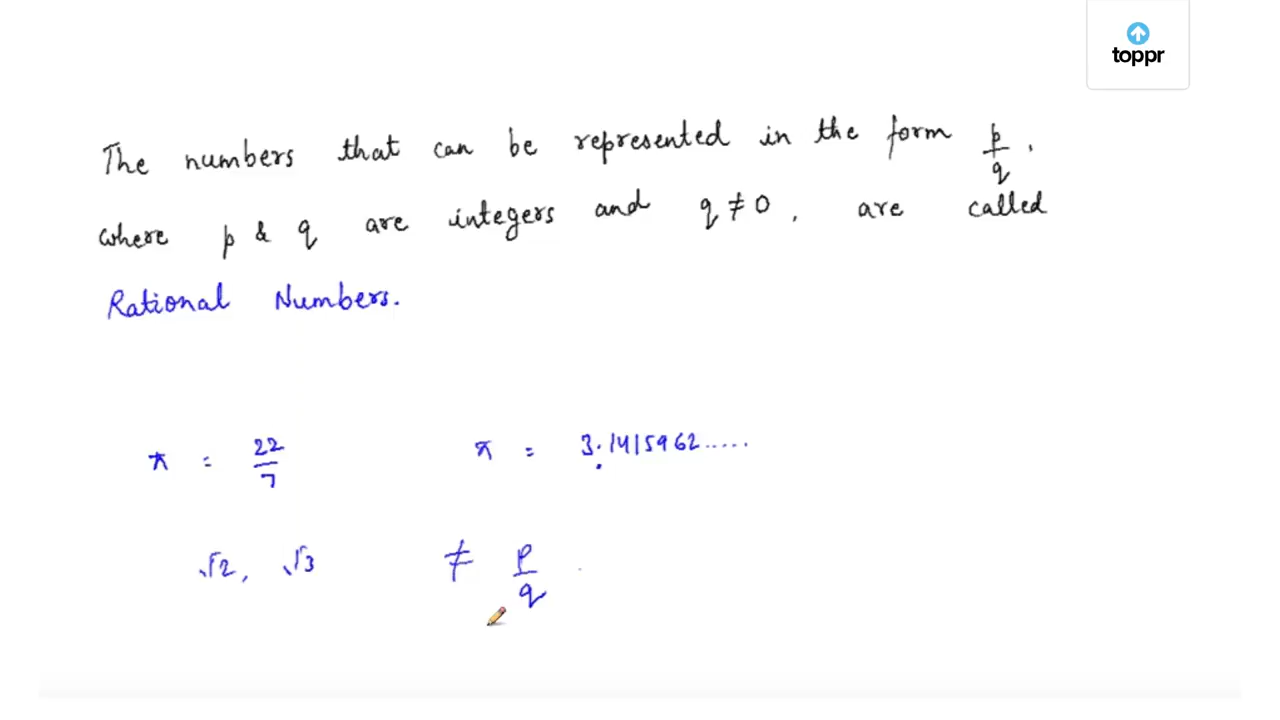 toppr
The numbers that can be represented in the form p/q,
where p & q are integers and q ≠ 0, are called
Rational Numbers.
π = 22/7 π = 3.1415962.....
√2, √3 ≠ p/q